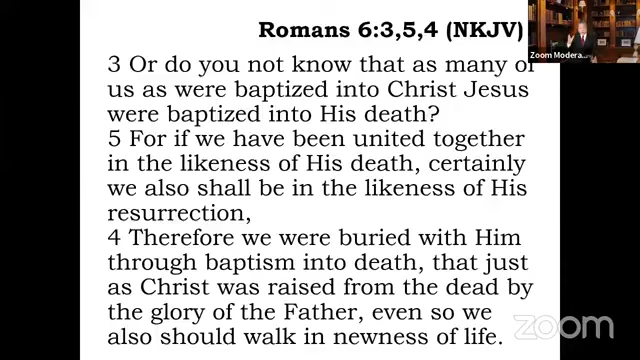 Romans 6:3,5,4 (NKJV)
3 Or do you not know that as many of
us as were baptized into Christ Jesus
were baptized into His death?
5 For if we have been united together
in the likeness of His death, certainly
we also shall be in the likeness of His
resurrection,
4 Therefore we were buried with Him
through baptism into death, that just
as Christ was raised from the dead by
the glory of the Father, even so we
also should walk in newness of life.
Zoom Modera...
zoom